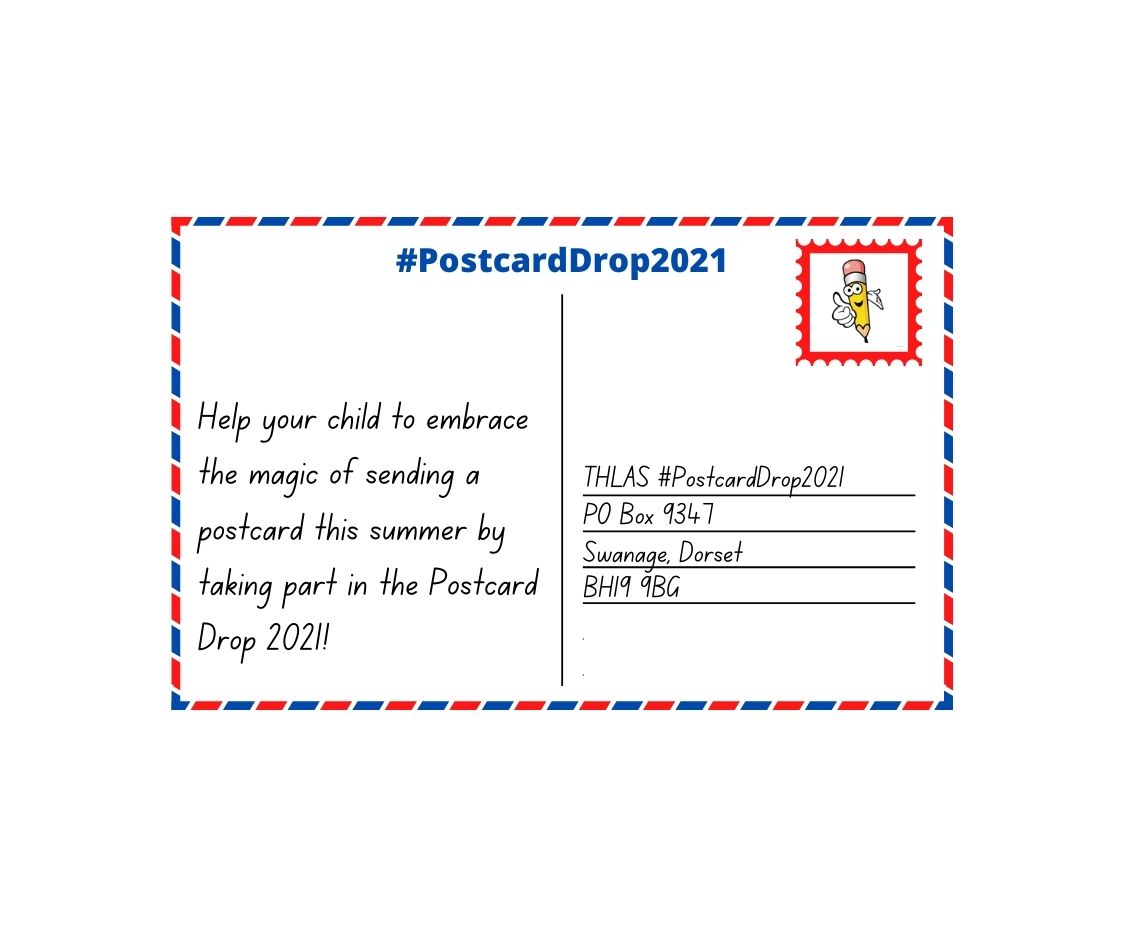 #PostcardDrop2021
Help your child to embrace
the magic of sending a
postcard this summer by
taking part in the Postcard
Drop 2021!
THLAS #PostcardDrop2021
PO Box 9347
Swanage, Dorset
BH19 9BG